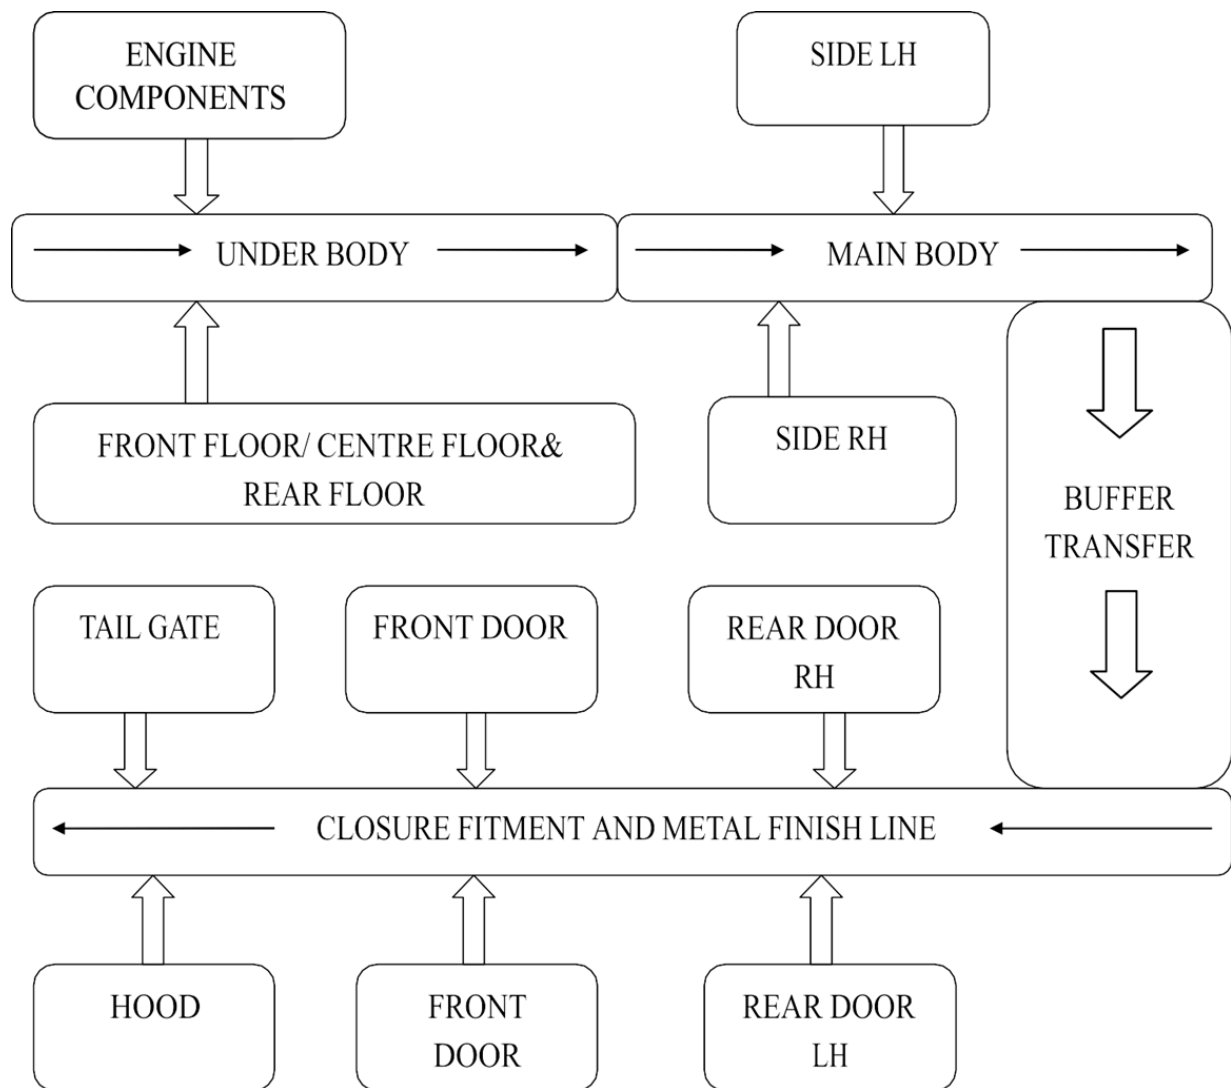 ENGINE
COMPONENTS
SIDE LH
UNDER BODY
MAIN BODY
FRONT FLOOR/ CENTRE FLOOR&
REAR FLOOR
SIDE RH
BUFFER
TRANSFER
TAIL GATE
FRONT DOOR
REAR DOOR
RH
CLOSURE FITMENT AND METAL FINISH LINE
HOOD
FRONT
DOOR
REAR DOOR
LH